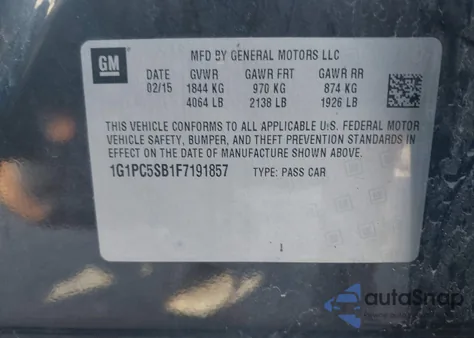 GM
MFD BY GENERAL MOTORS LLC
DATE GVWR GAWR FRT GAWR RR
02/15 1844 KG 970 KG 874 KG
4064 LB 2138 LB 1926 LB
THIS VEHICLE CONFORMS TO ALL APPLICABLE U.S. FEDERAL MOTOR
VEHICLE SAFETY, BUMPER, AND THEFT PREVENTION STANDARDS IN
EFFECT ON THE DATE OF MANUFACTURE SHOWN ABOVE.
1G1PC5SB1F7191857 TYPE: PASS CAR
autoSnap